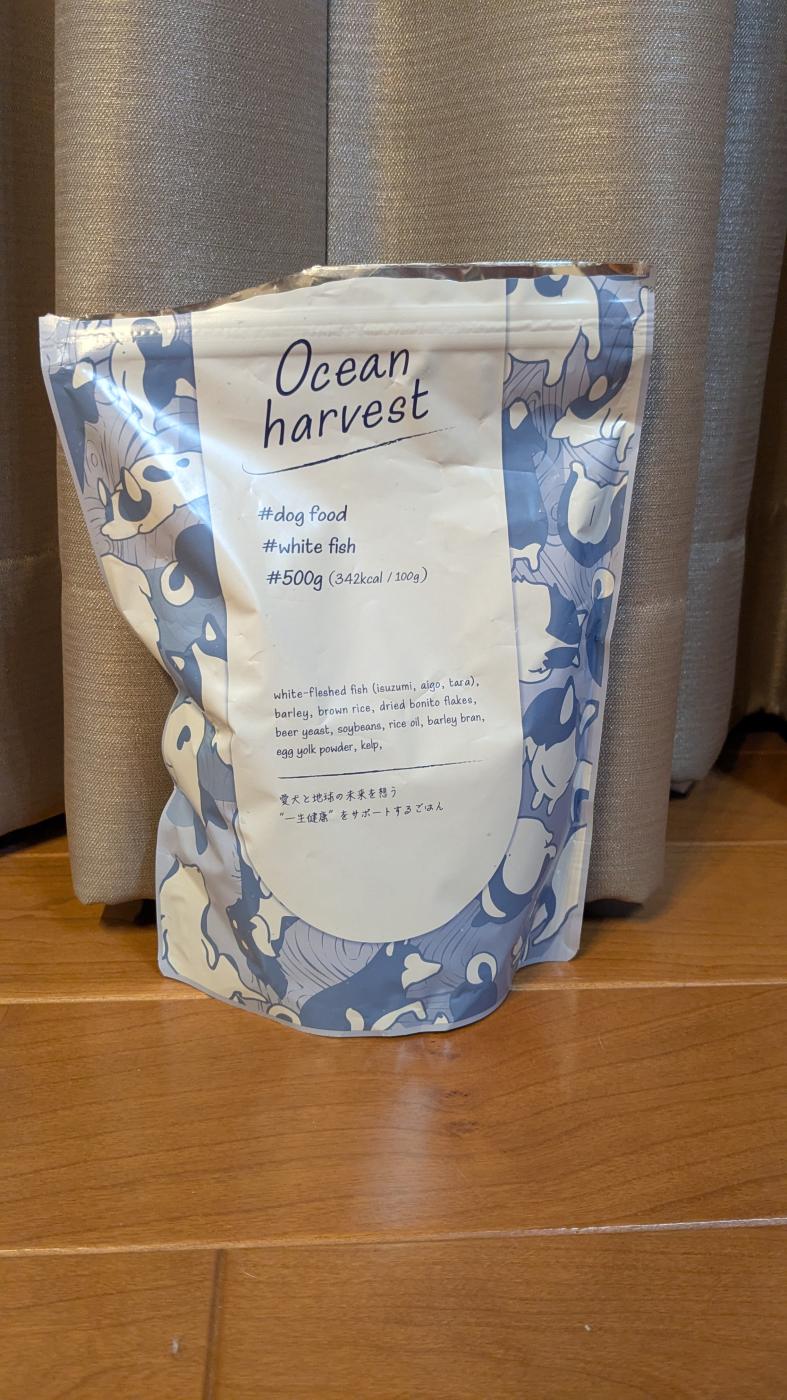 Ocean
harvest
#dog food
#white fish
#500g (342kcal / 100g)
white-fleshed fish (isuzumi, aigo, tara),
barley, brown rice, dried bonito flakes,
beer yeast, soybeans, rice oil, barley bran,
egg yolk powder, kelp,
愛犬と地球の未来を想う
“一生健康” をサポートするごはん